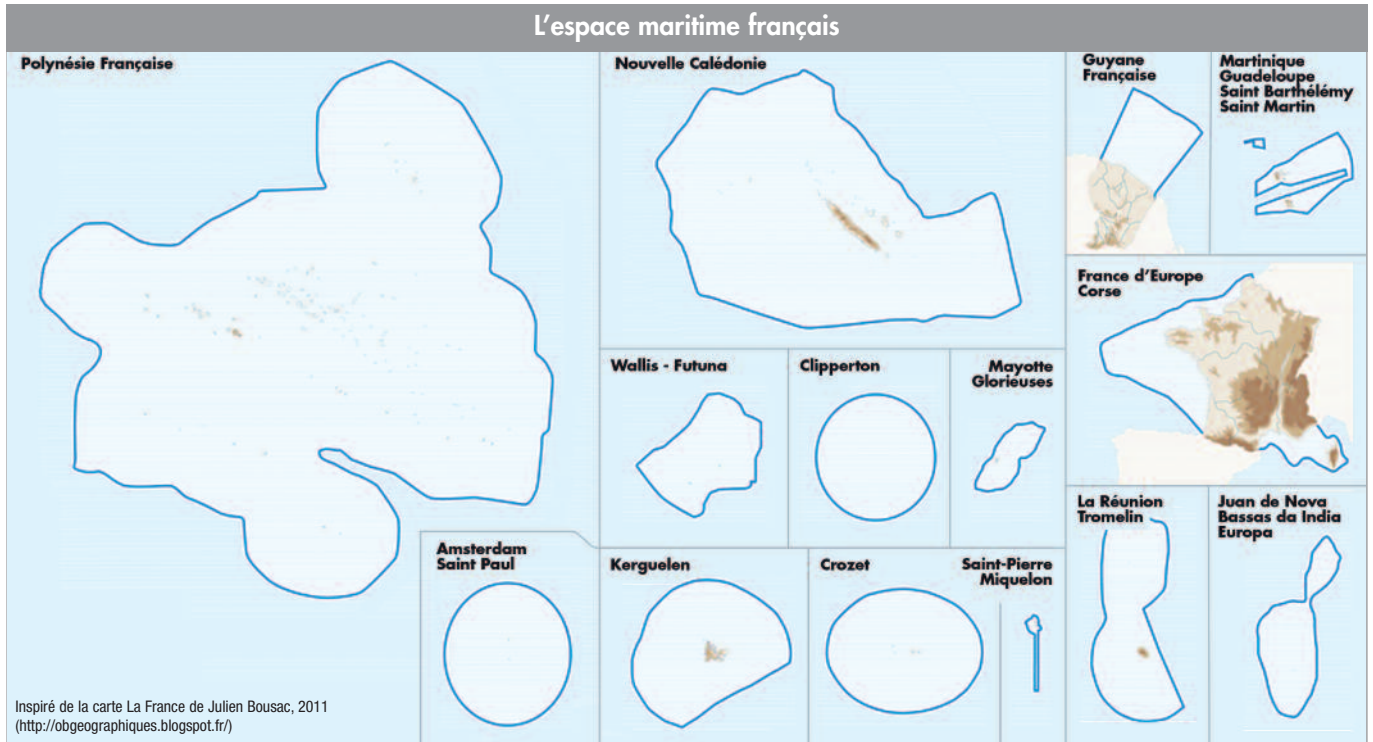 L'espace maritime français
Polynésie Française
Nouvelle Calédonie
Guyane
Française
Martinique
Guadeloupe
Saint Barthélémy
Saint Martin
France d'Europe
Corse
Wallis - Futuna
Clipperton
Mayotte
Glorieuses
La Réunion
Tromelin
Juan de Nova
Bassas da India
Europa
Amsterdam
Saint Paul
Kerguelen
Crozet
Saint-Pierre
Miquelon
Inspiré de la carte La France de Julien Bousac, 2011
(http://obgeographiques.blogspot.fr/)